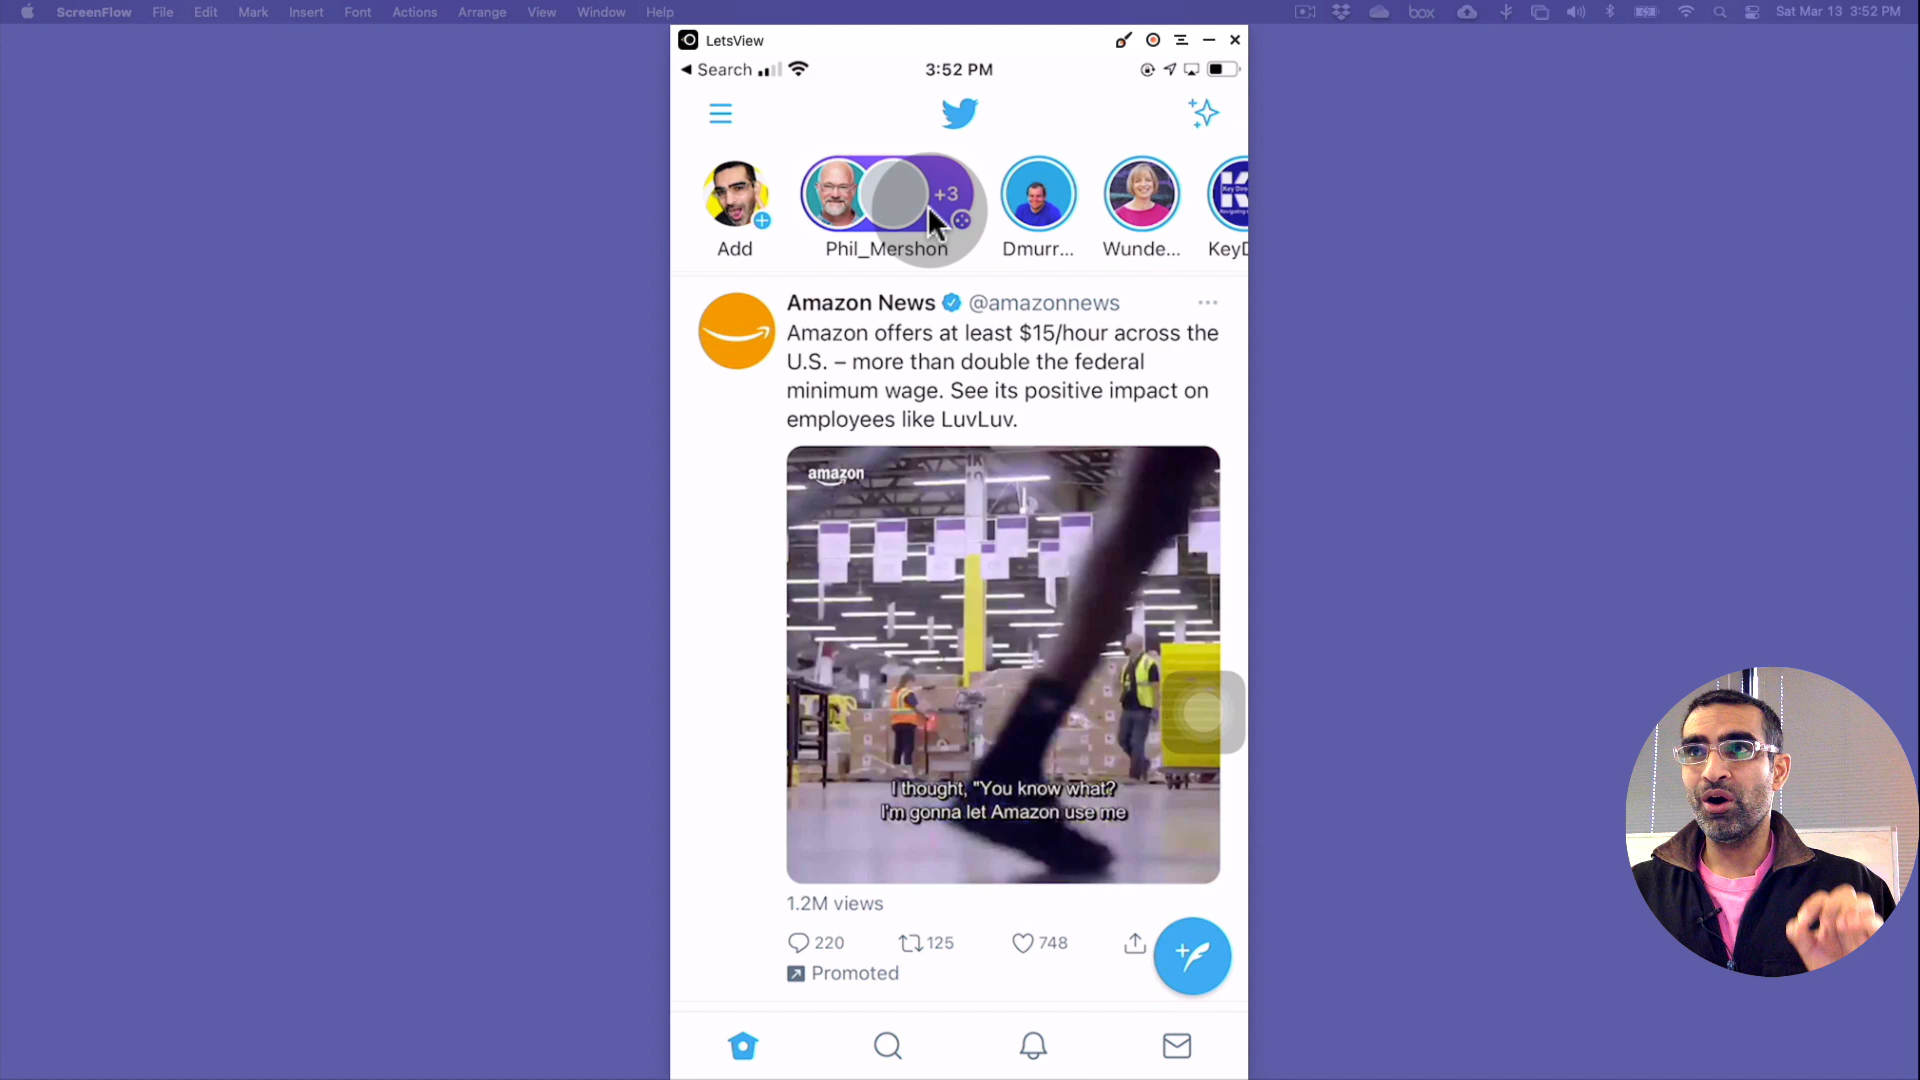 ScreenFlow File Edit Mark Insert Font Actions Arrange View Window Help
box Sat Mar 13 3:52 PM
LetsView
Search 3:52 PM
+3
Add Phil_Mershon Dmurr... Wunde... KeyD
Amazon News @amazonnews
Amazon offers at least $15/hour across the
U.S. – more than double the federal
minimum wage. See its positive impact on
employees like LuvLuv.
amazon
I thought, "You know what?
I'm gonna let Amazon use me
1.2M views
220 125 748
Promoted